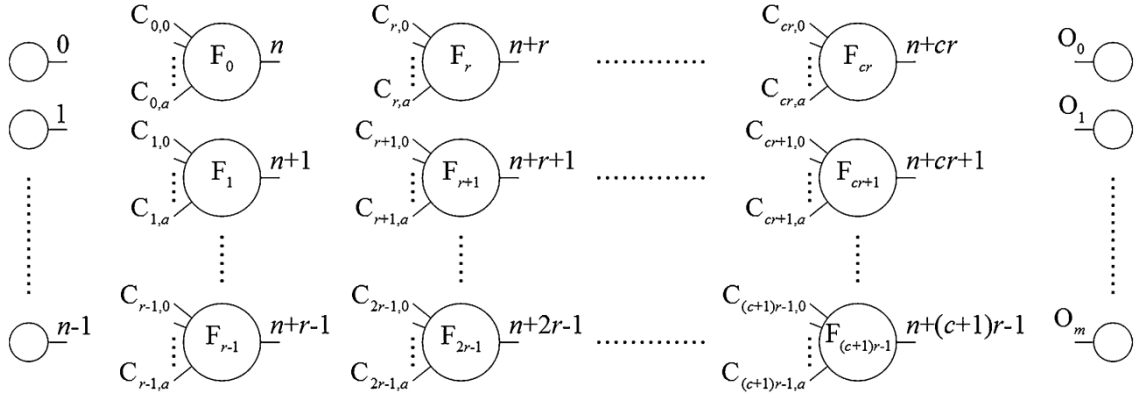 C0,0 Cr,0 Ccr,0
0 F0 n Fr n+r Fcr n+cr O0
C0,a Cr,a Ccr,a
1 O1
C1,0 Cr+1,0 Ccr+1,0
F1 n+1 Fr+1 n+r+1 Fcr+1 n+cr+1
C1,a Cr+1,a Ccr+1,a
Cr-1,0 C2r-1,0 C(c+1)r-1,0
n-1 Fr-1 n+r-1 F2r-1 n+2r-1 F(c+1)r-1 n+(c+1)r-1 Om
Cr-1,a C2r-1,a C(c+1)r-1,a